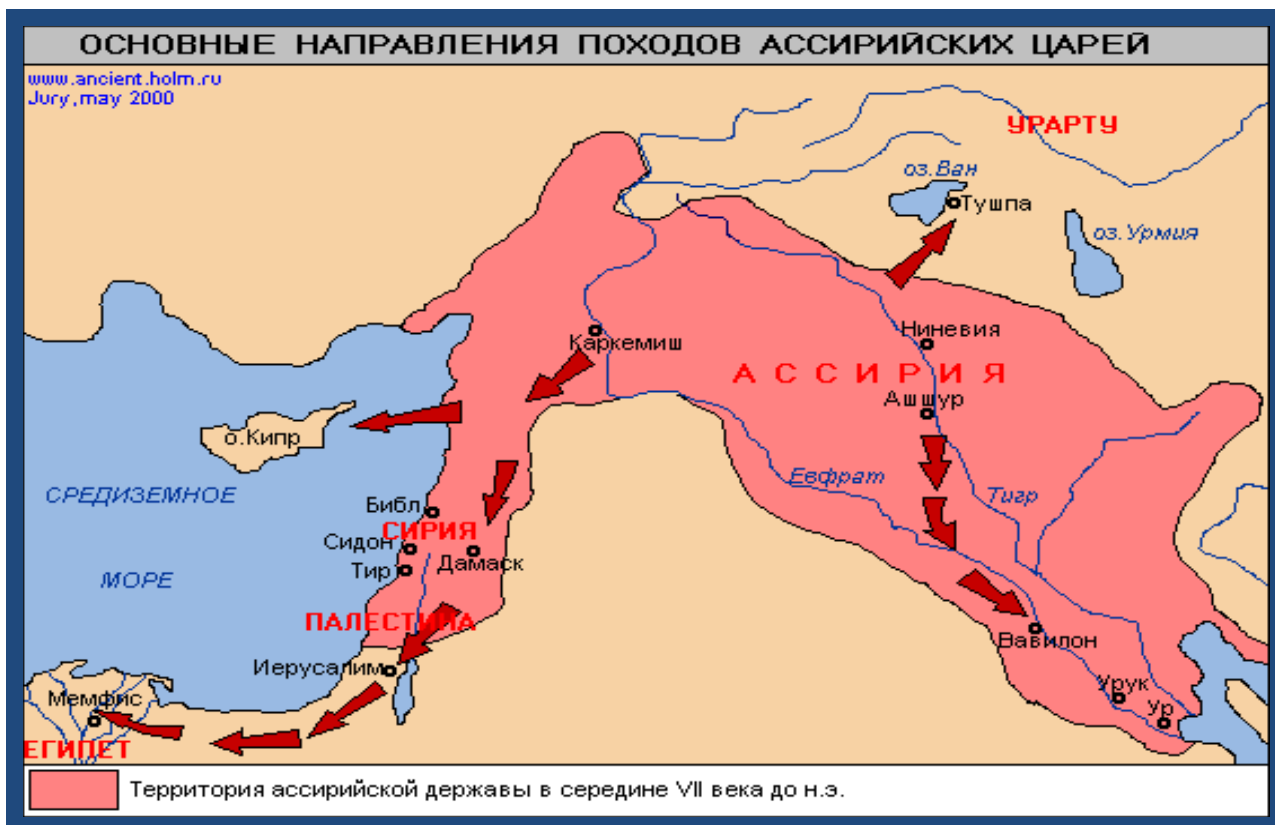 ОСНОВНЫЕ НАПРАВЛЕНИЯ ПОХОДОВ АССИРИЙСКИХ ЦАРЕЙ
www.ancient.holm.ru
Jury,may 2000
УРАРТУ
оз.Ван
Тушпа
оз.Урмия
Каркемиш
Ниневия
АССИРИЯ
Ашшур
о.Кипр
Евфрат
Тигр
СРЕДИЗЕМНОЕ
МОРЕ
Библ
СИРИЯ
Сидон
Дамаск
Тир
ПАЛЕСТИНА
Вавилон
Иерусалим
Урук
Ур
Мемфис
ЕГИПЕТ
Территория ассирийской державы в середине VII века до н.э.